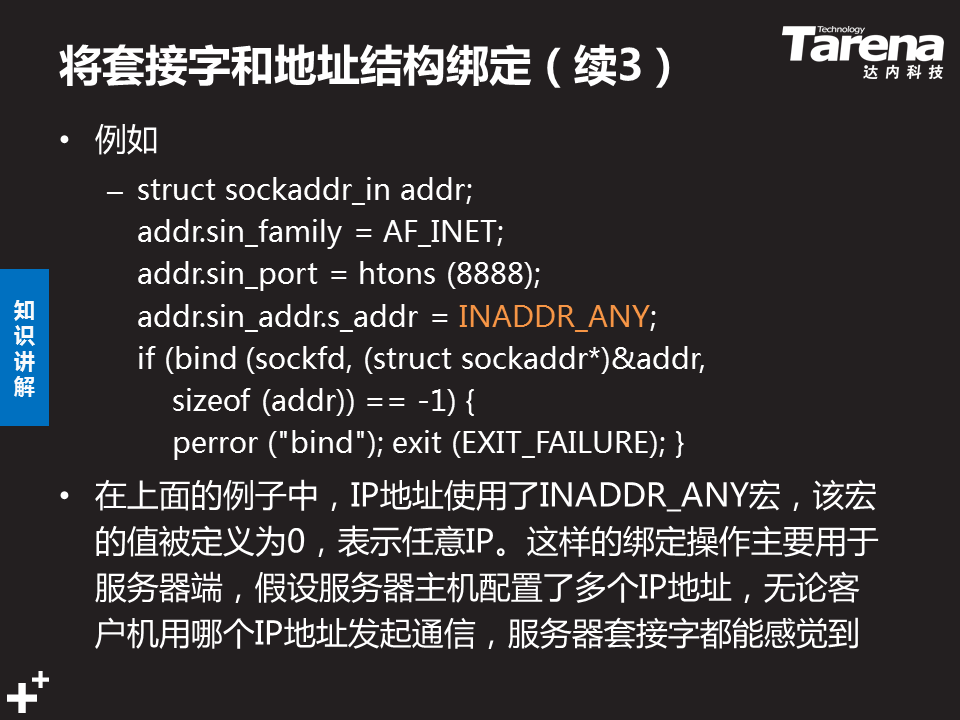 将套接字和地址结构绑定（续3）
Technology
Tarena
达内科技
• 例如
– struct sockaddr_in addr;
addr.sin_family = AF_INET;
addr.sin_port = htons (8888);
addr.sin_addr.s_addr = INADDR_ANY;
if (bind (sockfd, (struct sockaddr*)&addr,
sizeof (addr)) == -1) {
perror ("bind"); exit (EXIT_FAILURE); }
知识讲解
• 在上面的例子中，IP地址使用了INADDR_ANY宏，该宏
的值被定义为0，表示任意IP。这样的绑定操作主要用于
服务器端，假设服务器主机配置了多个IP地址，无论客
户机用哪个IP地址发起通信，服务器套接字都能感觉到